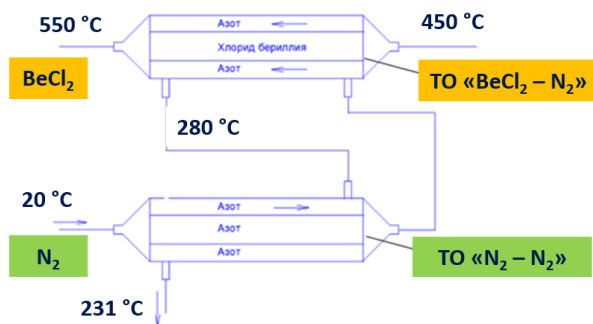 550 °C
Азот
450 °C
Хлорид бериллия
BeCl₂
Азот
ТО «BeCl₂ – N₂»
280 °C
20 °C
Азот
N₂
Азот
ТО «N₂ – N₂»
Азот
231 °C